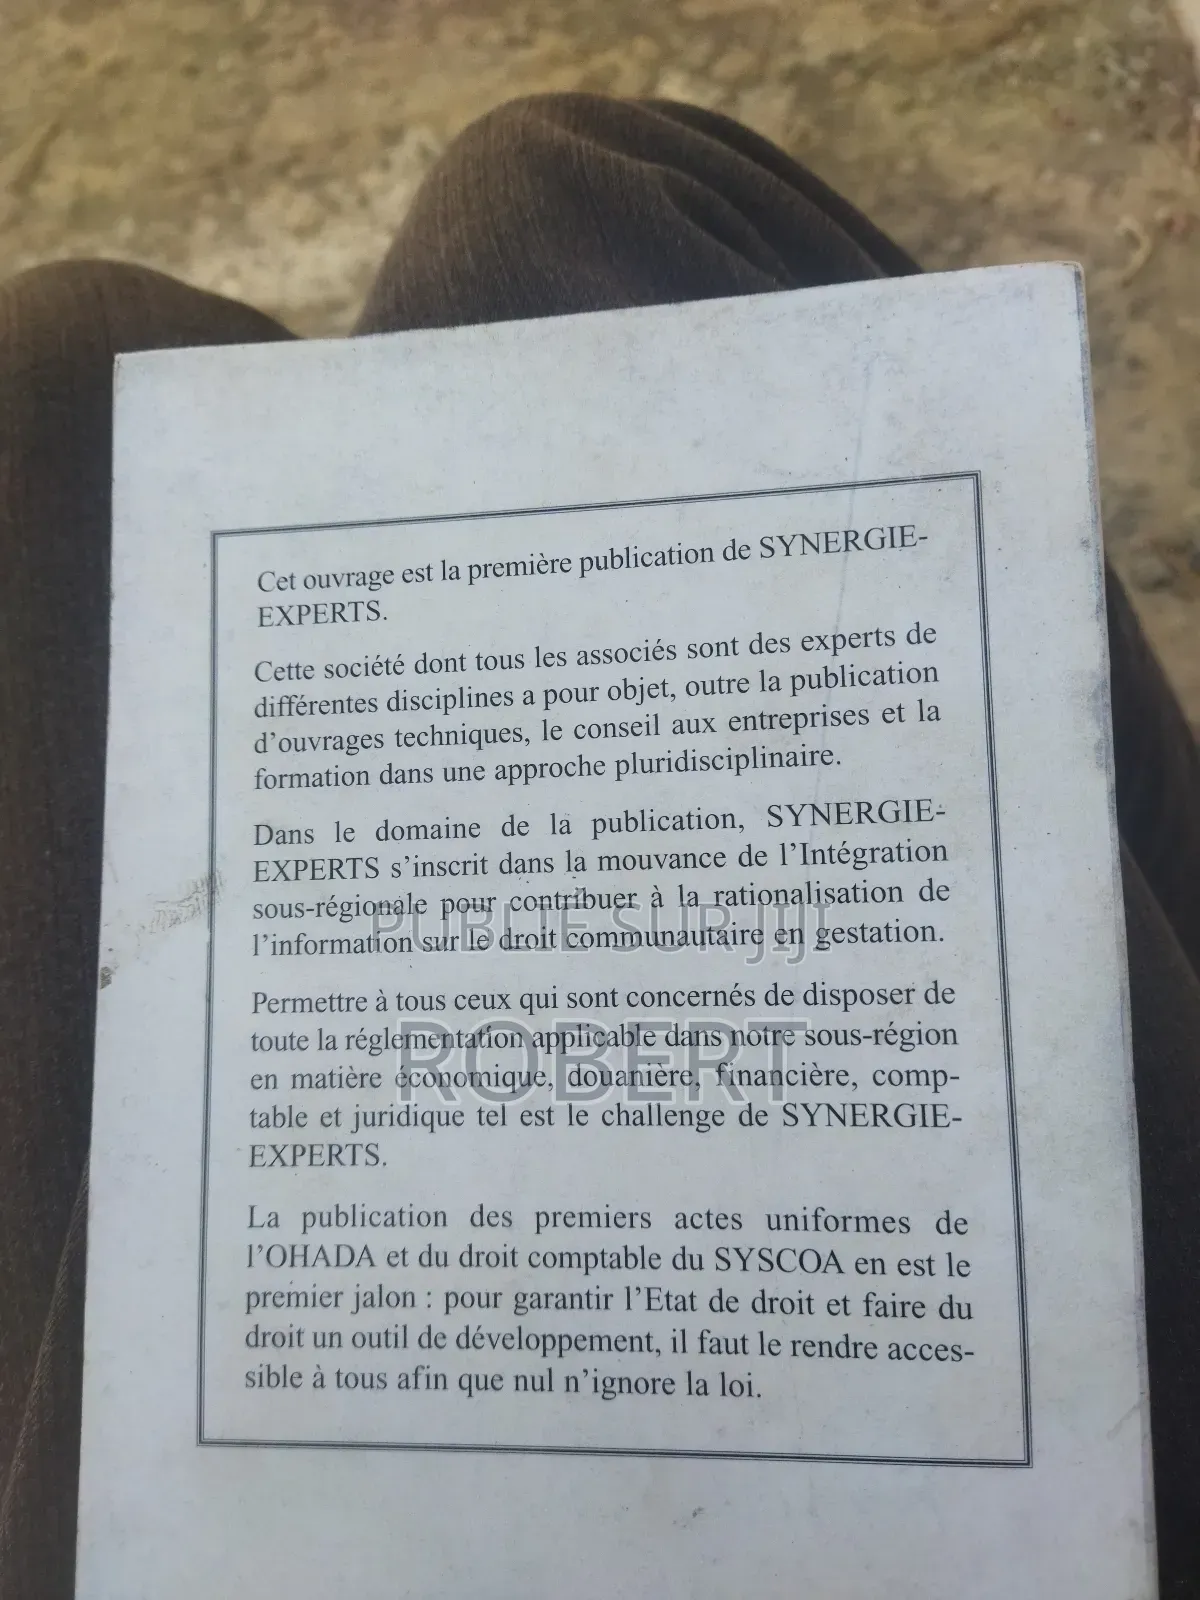 Cet ouvrage est la première publication de SYNERGIE-
EXPERTS.
Cette société dont tous les associés sont des experts de
différentes disciplines a pour objet, outre la publication
d'ouvrages techniques, le conseil aux entreprises et la
formation dans une approche pluridisciplinaire.
Dans le domaine de la publication, SYNERGIE-
EXPERTS s'inscrit dans la mouvance de l'Intégration
sous-régionale pour contribuer à la rationalisation de
l'information sur le droit communautaire en gestation.
PUBLIE SUR JIJI
Permettre à tous ceux qui sont concernés de disposer de
toute la réglementation applicable dans notre sous-région
ROBERT
en matière économique, douanière, financière, comp-
table et juridique tel est le challenge de SYNERGIE-
EXPERTS.
La publication des premiers actes uniformes de
l'OHADA et du droit comptable du SYSCOA en est le
premier jalon : pour garantir l'Etat de droit et faire du
droit un outil de développement, il faut le rendre acces-
sible à tous afin que nul n'ignore la loi.